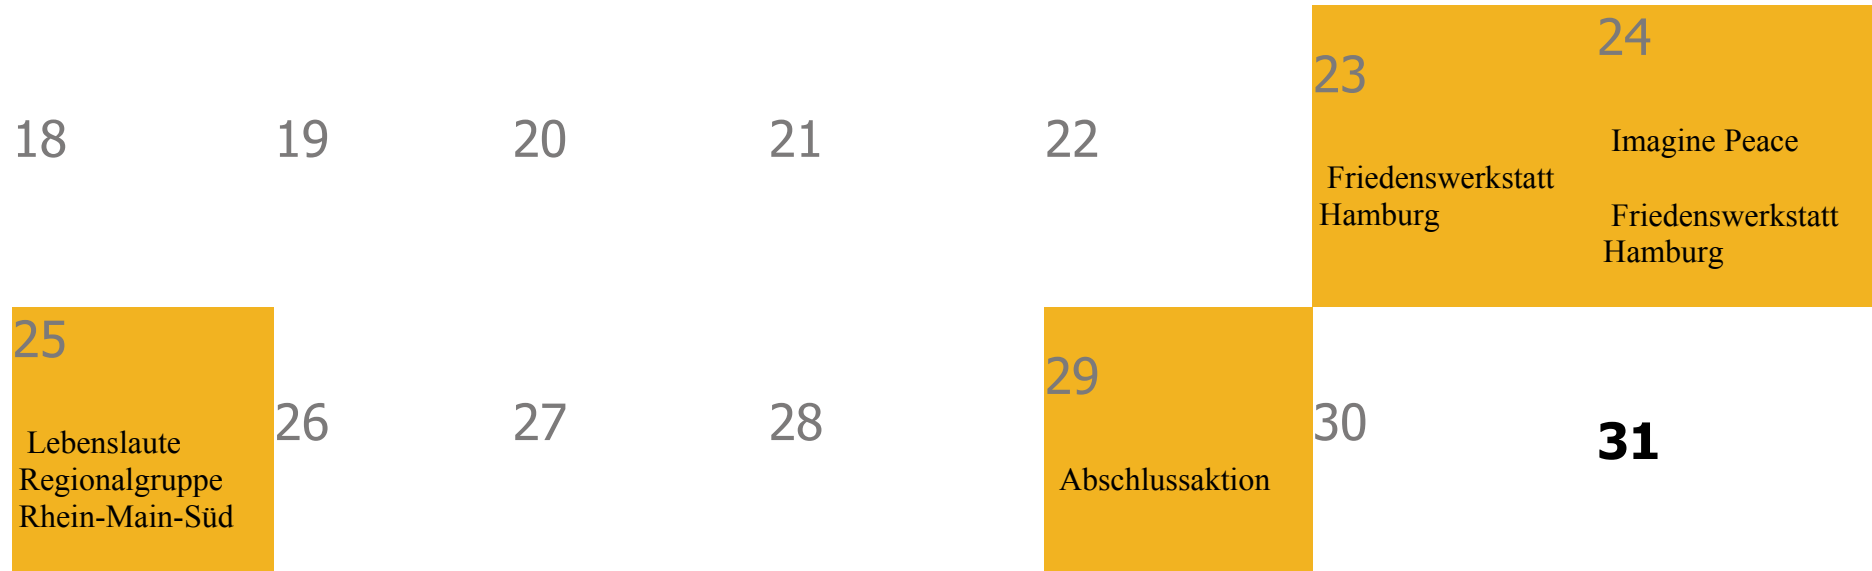 18
19
20
21
22
23
Friedenswerkstatt
Hamburg
24
Imagine Peace
Friedenswerkstatt
Hamburg
25
Lebenslaute
Regionalgruppe
Rhein-Main-Süd
26
27
28
29
Abschlussaktion
30
31